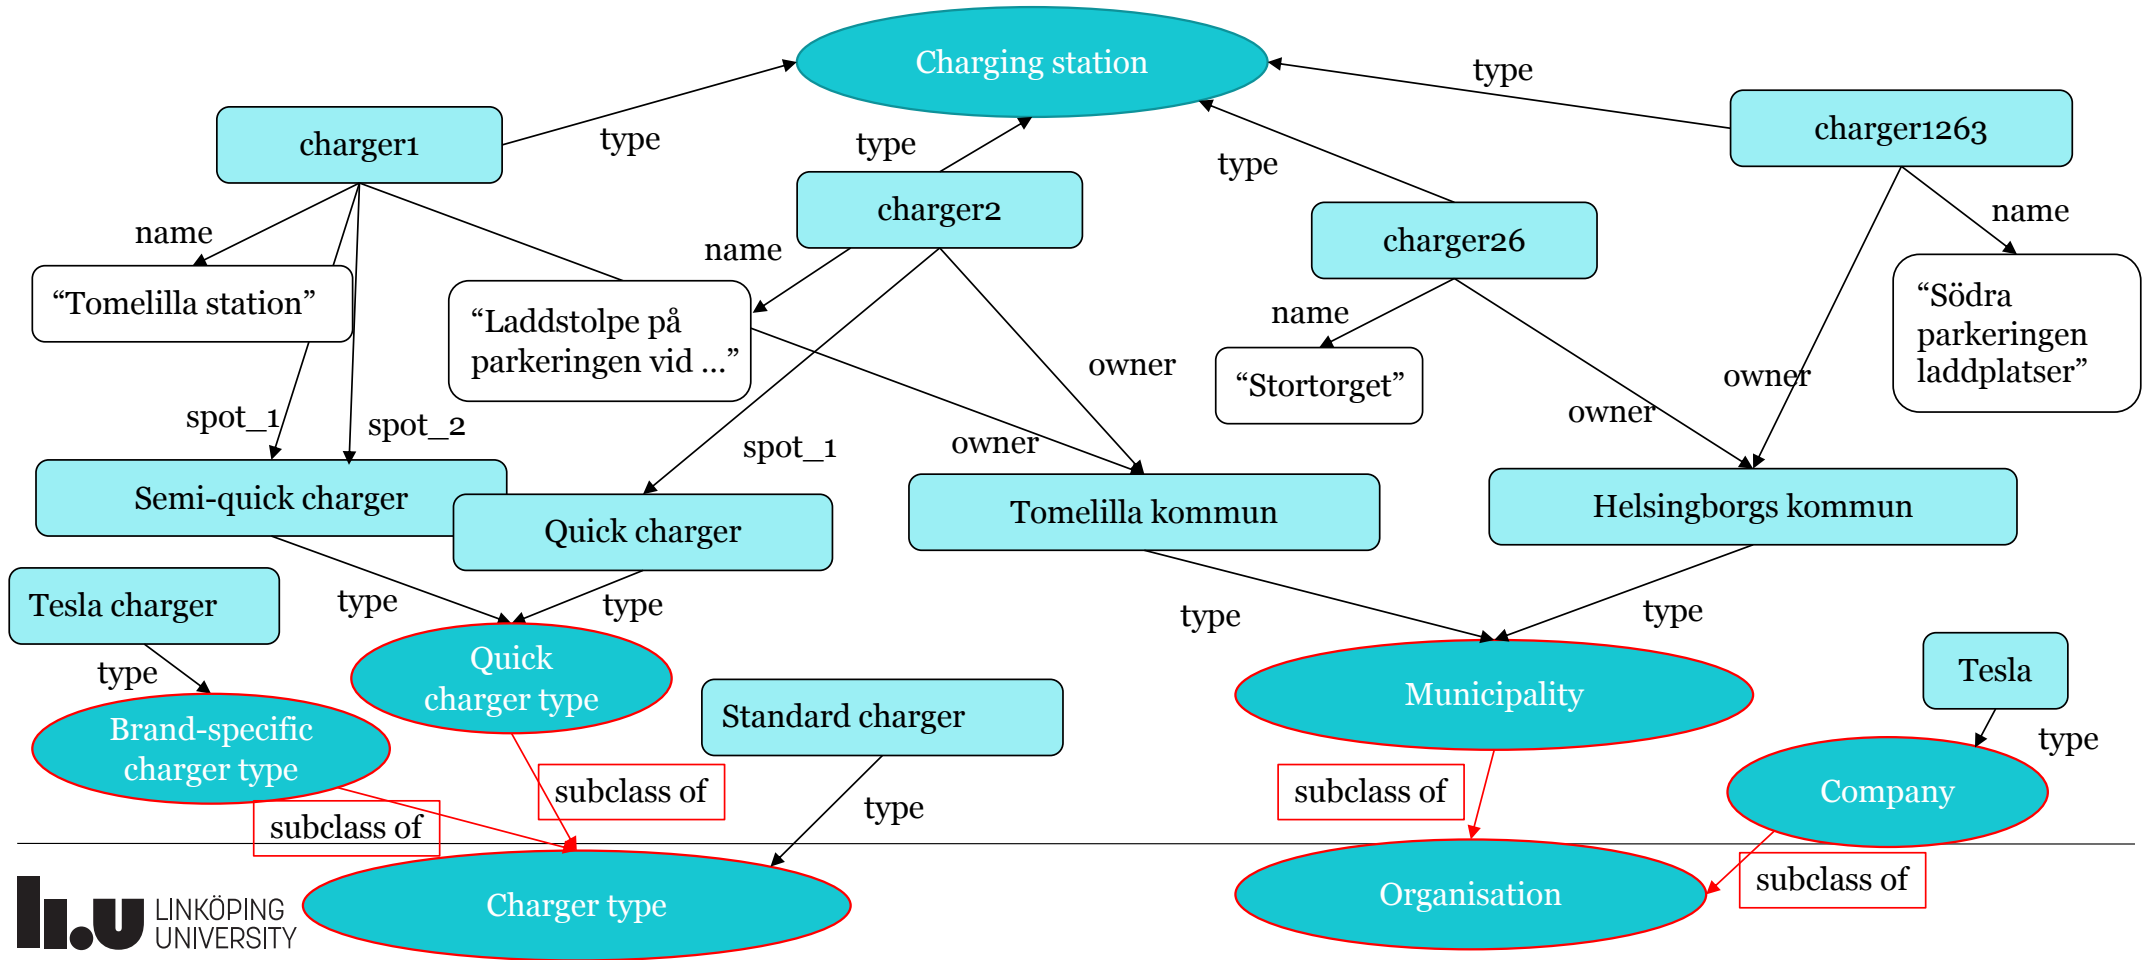 Charging station
type
charger1
type
type
type
charger1263
charger2
charger26
name
name
name
name
“Tomelilla station”
“Laddstolpe på
parkeringen vid ...”
“Stortorget”
“Södra
parkeringen
laddplatser”
owner
owner
owner
owner
spot_1
spot_2
spot_1
Semi-quick charger
Quick charger
Tomelilla kommun
Helsingborgs kommun
Tesla charger
type
type
type
type
type
Quick
charger type
Municipality
Tesla
Brand-specific
charger type
Standard charger
type
subclass of
subclass of
subclass of
type
Company
subclass of
Charger type
Organisation
LINKÖPING
UNIVERSITY
li.u